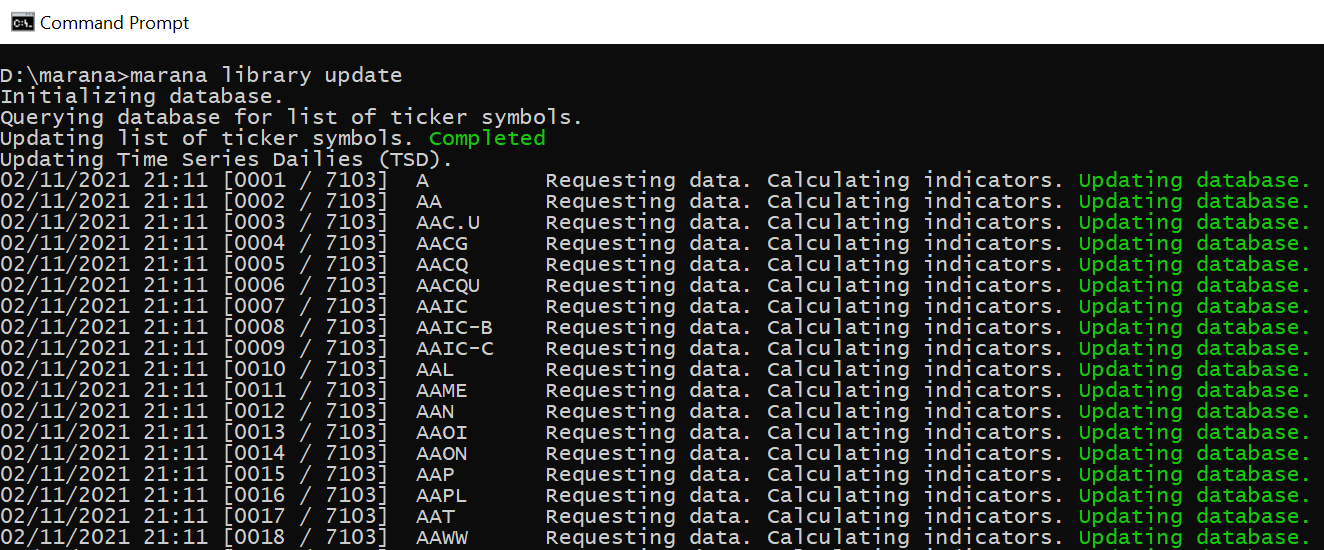 Command Prompt
D:\marana>marana library update
Initializing database.
Querying database for list of ticker symbols.
Updating list of ticker symbols. Completed
Updating Time Series Dailies (TSD).
02/11/2021 21:11 [0001 / 7103] A Requesting data. Calculating indicators. Updating database.
02/11/2021 21:11 [0002 / 7103] AA Requesting data. Calculating indicators. Updating database.
02/11/2021 21:11 [0003 / 7103] AAC.U Requesting data. Calculating indicators. Updating database.
02/11/2021 21:11 [0004 / 7103] AACG Requesting data. Calculating indicators. Updating database.
02/11/2021 21:11 [0005 / 7103] AACQ Requesting data. Calculating indicators. Updating database.
02/11/2021 21:11 [0006 / 7103] AACQU Requesting data. Calculating indicators. Updating database.
02/11/2021 21:11 [0007 / 7103] AAIC Requesting data. Calculating indicators. Updating database.
02/11/2021 21:11 [0008 / 7103] AAIC-B Requesting data. Calculating indicators. Updating database.
02/11/2021 21:11 [0009 / 7103] AAIC-C Requesting data. Calculating indicators. Updating database.
02/11/2021 21:11 [0010 / 7103] AAL Requesting data. Calculating indicators. Updating database.
02/11/2021 21:11 [0011 / 7103] AAME Requesting data. Calculating indicators. Updating database.
02/11/2021 21:11 [0012 / 7103] AAN Requesting data. Calculating indicators. Updating database.
02/11/2021 21:11 [0013 / 7103] AAOI Requesting data. Calculating indicators. Updating database.
02/11/2021 21:11 [0014 / 7103] AAON Requesting data. Calculating indicators. Updating database.
02/11/2021 21:11 [0015 / 7103] AAP Requesting data. Calculating indicators. Updating database.
02/11/2021 21:11 [0016 / 7103] AAPL Requesting data. Calculating indicators. Updating database.
02/11/2021 21:11 [0017 / 7103] AAT Requesting data. Calculating indicators. Updating database.
02/11/2021 21:11 [0018 / 7103] AAWW Requesting data. Calculating indicators. Updating database.